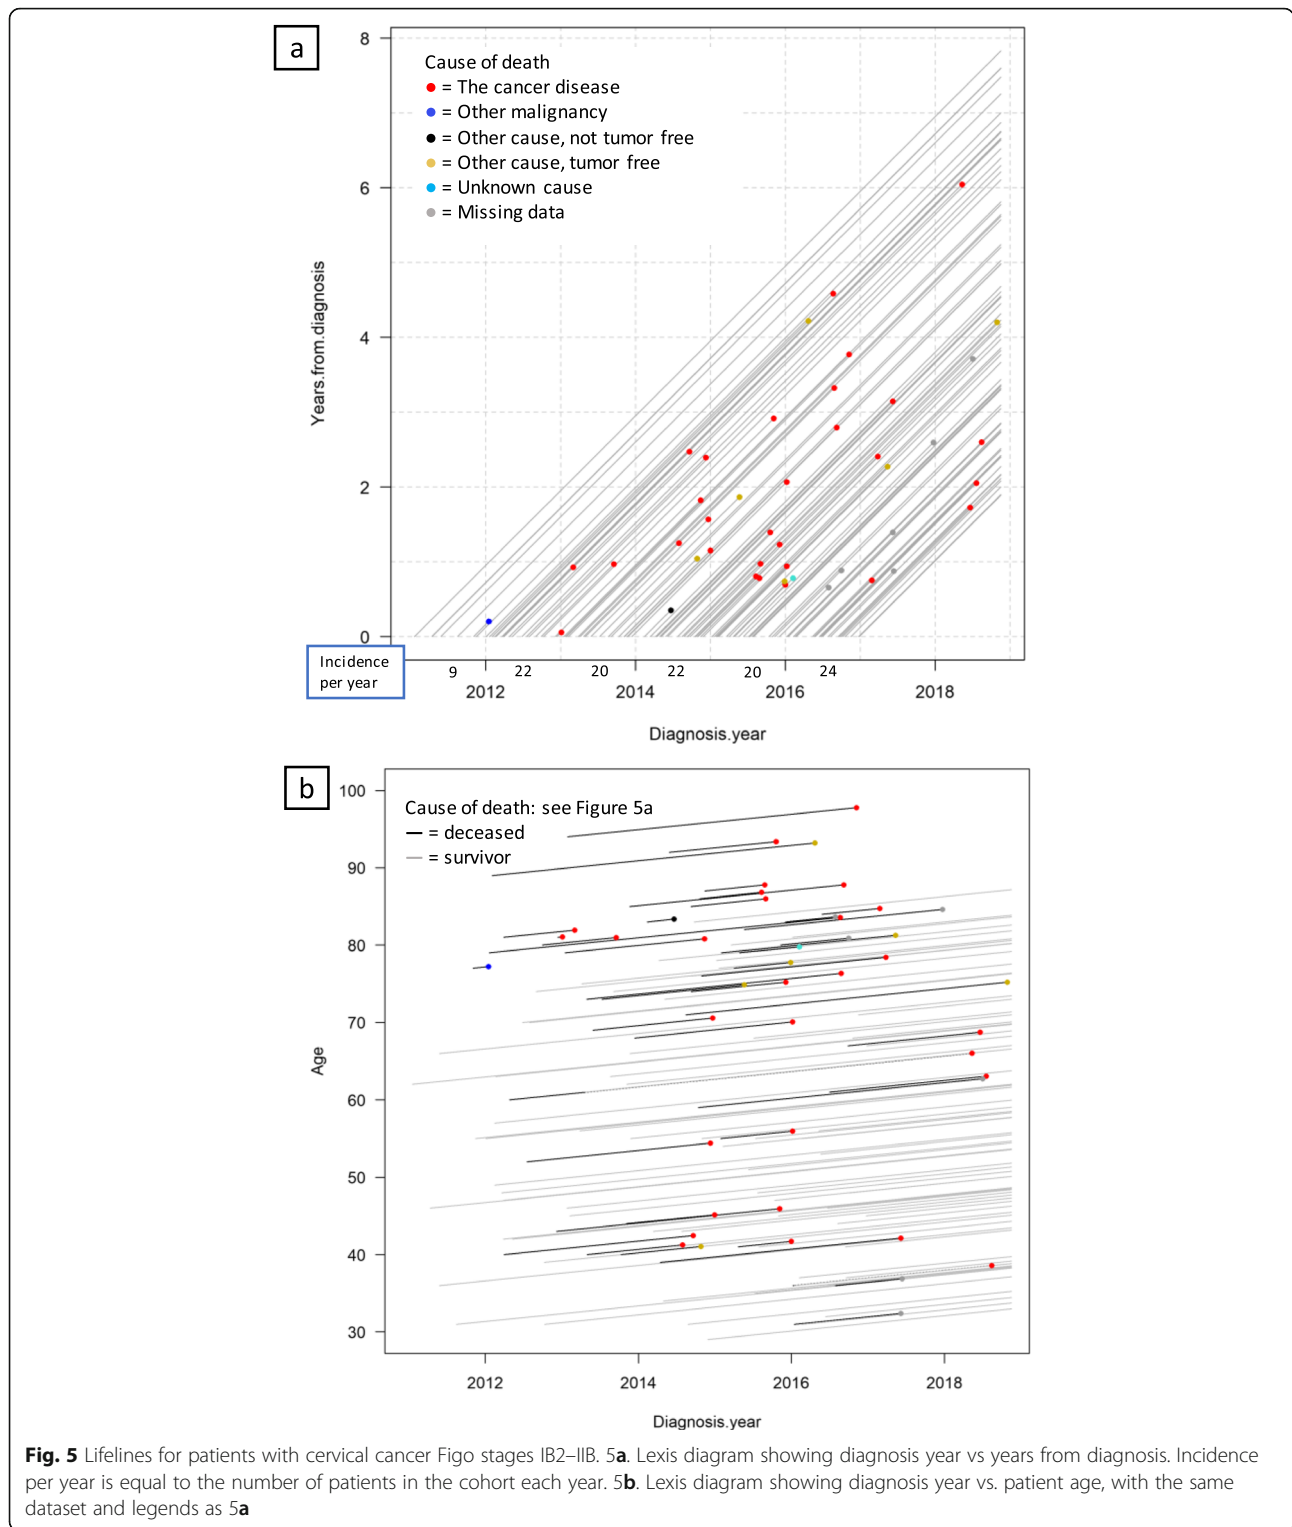 a
8
6
4
2
0
Years.from.diagnosis
Cause of death
= The cancer disease
= Other malignancy
= Other cause, not tumor free
= Other cause, tumor free
= Unknown cause
= Missing data
Incidence
per year
9 22 20 22 20 24
2012 2014 2016 2018
Diagnosis.year
b
100
90
80
70
60
50
40
30
Age
Cause of death: see Figure 5a
= deceased
= survivor
2012 2014 2016 2018
Diagnosis.year
Fig. 5 Lifelines for patients with cervical cancer Figo stages IB2–IIB. 5a. Lexis diagram showing diagnosis year vs years from diagnosis. Incidence
per year is equal to the number of patients in the cohort each year. 5b. Lexis diagram showing diagnosis year vs. patient age, with the same
dataset and legends as 5a